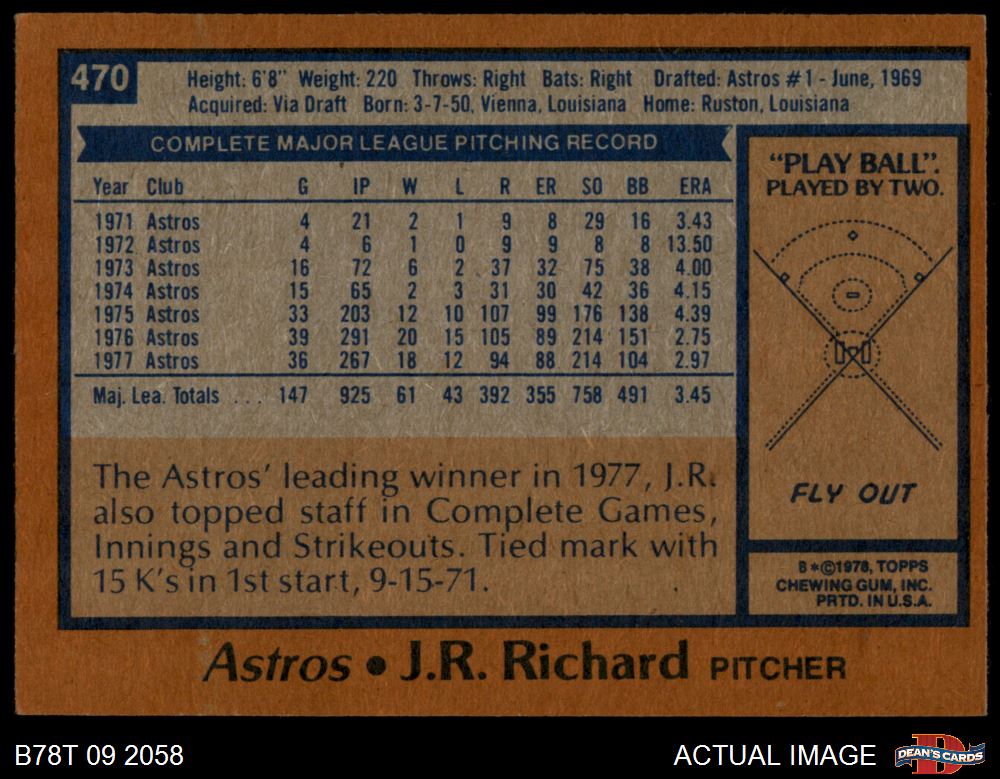 470
Height: 6'8" Weight: 220 Throws: Right Bats: Right Drafted: Astros #1 - June, 1969
Acquired: Via Draft Born: 3-7-50, Vienna, Louisiana Home: Ruston, Louisiana
COMPLETE MAJOR LEAGUE PITCHING RECORD
Year Club G IP W L R ER SO BB ERA
1971 Astros 4 21 2 1 9 8 29 16 3.43
1972 Astros 4 6 1 0 9 9 8 8 13.50
1973 Astros 16 72 6 2 37 32 75 38 4.00
1974 Astros 15 65 2 3 31 30 42 36 4.15
1975 Astros 33 203 12 10 107 99 176 138 4.39
1976 Astros 39 291 20 15 105 89 214 151 2.75
1977 Astros 36 267 18 12 94 88 214 104 2.97
Maj. Lea. Totals ... 147 925 61 43 392 355 758 491 3.45
The Astros' leading winner in 1977, J.R.
also topped staff in Complete Games,
Innings and Strikeouts. Tied mark with
15 K's in 1st start, 9-15-71.
"PLAY BALL".
PLAYED BY TWO.
FLY OUT
B*©1978, TOPPS
CHEWING GUM, INC.
PRTD. IN U.S.A.
Astros • J.R. Richard PITCHER
B78T 09 2058
ACTUAL IMAGE
DEAN'S CARDS